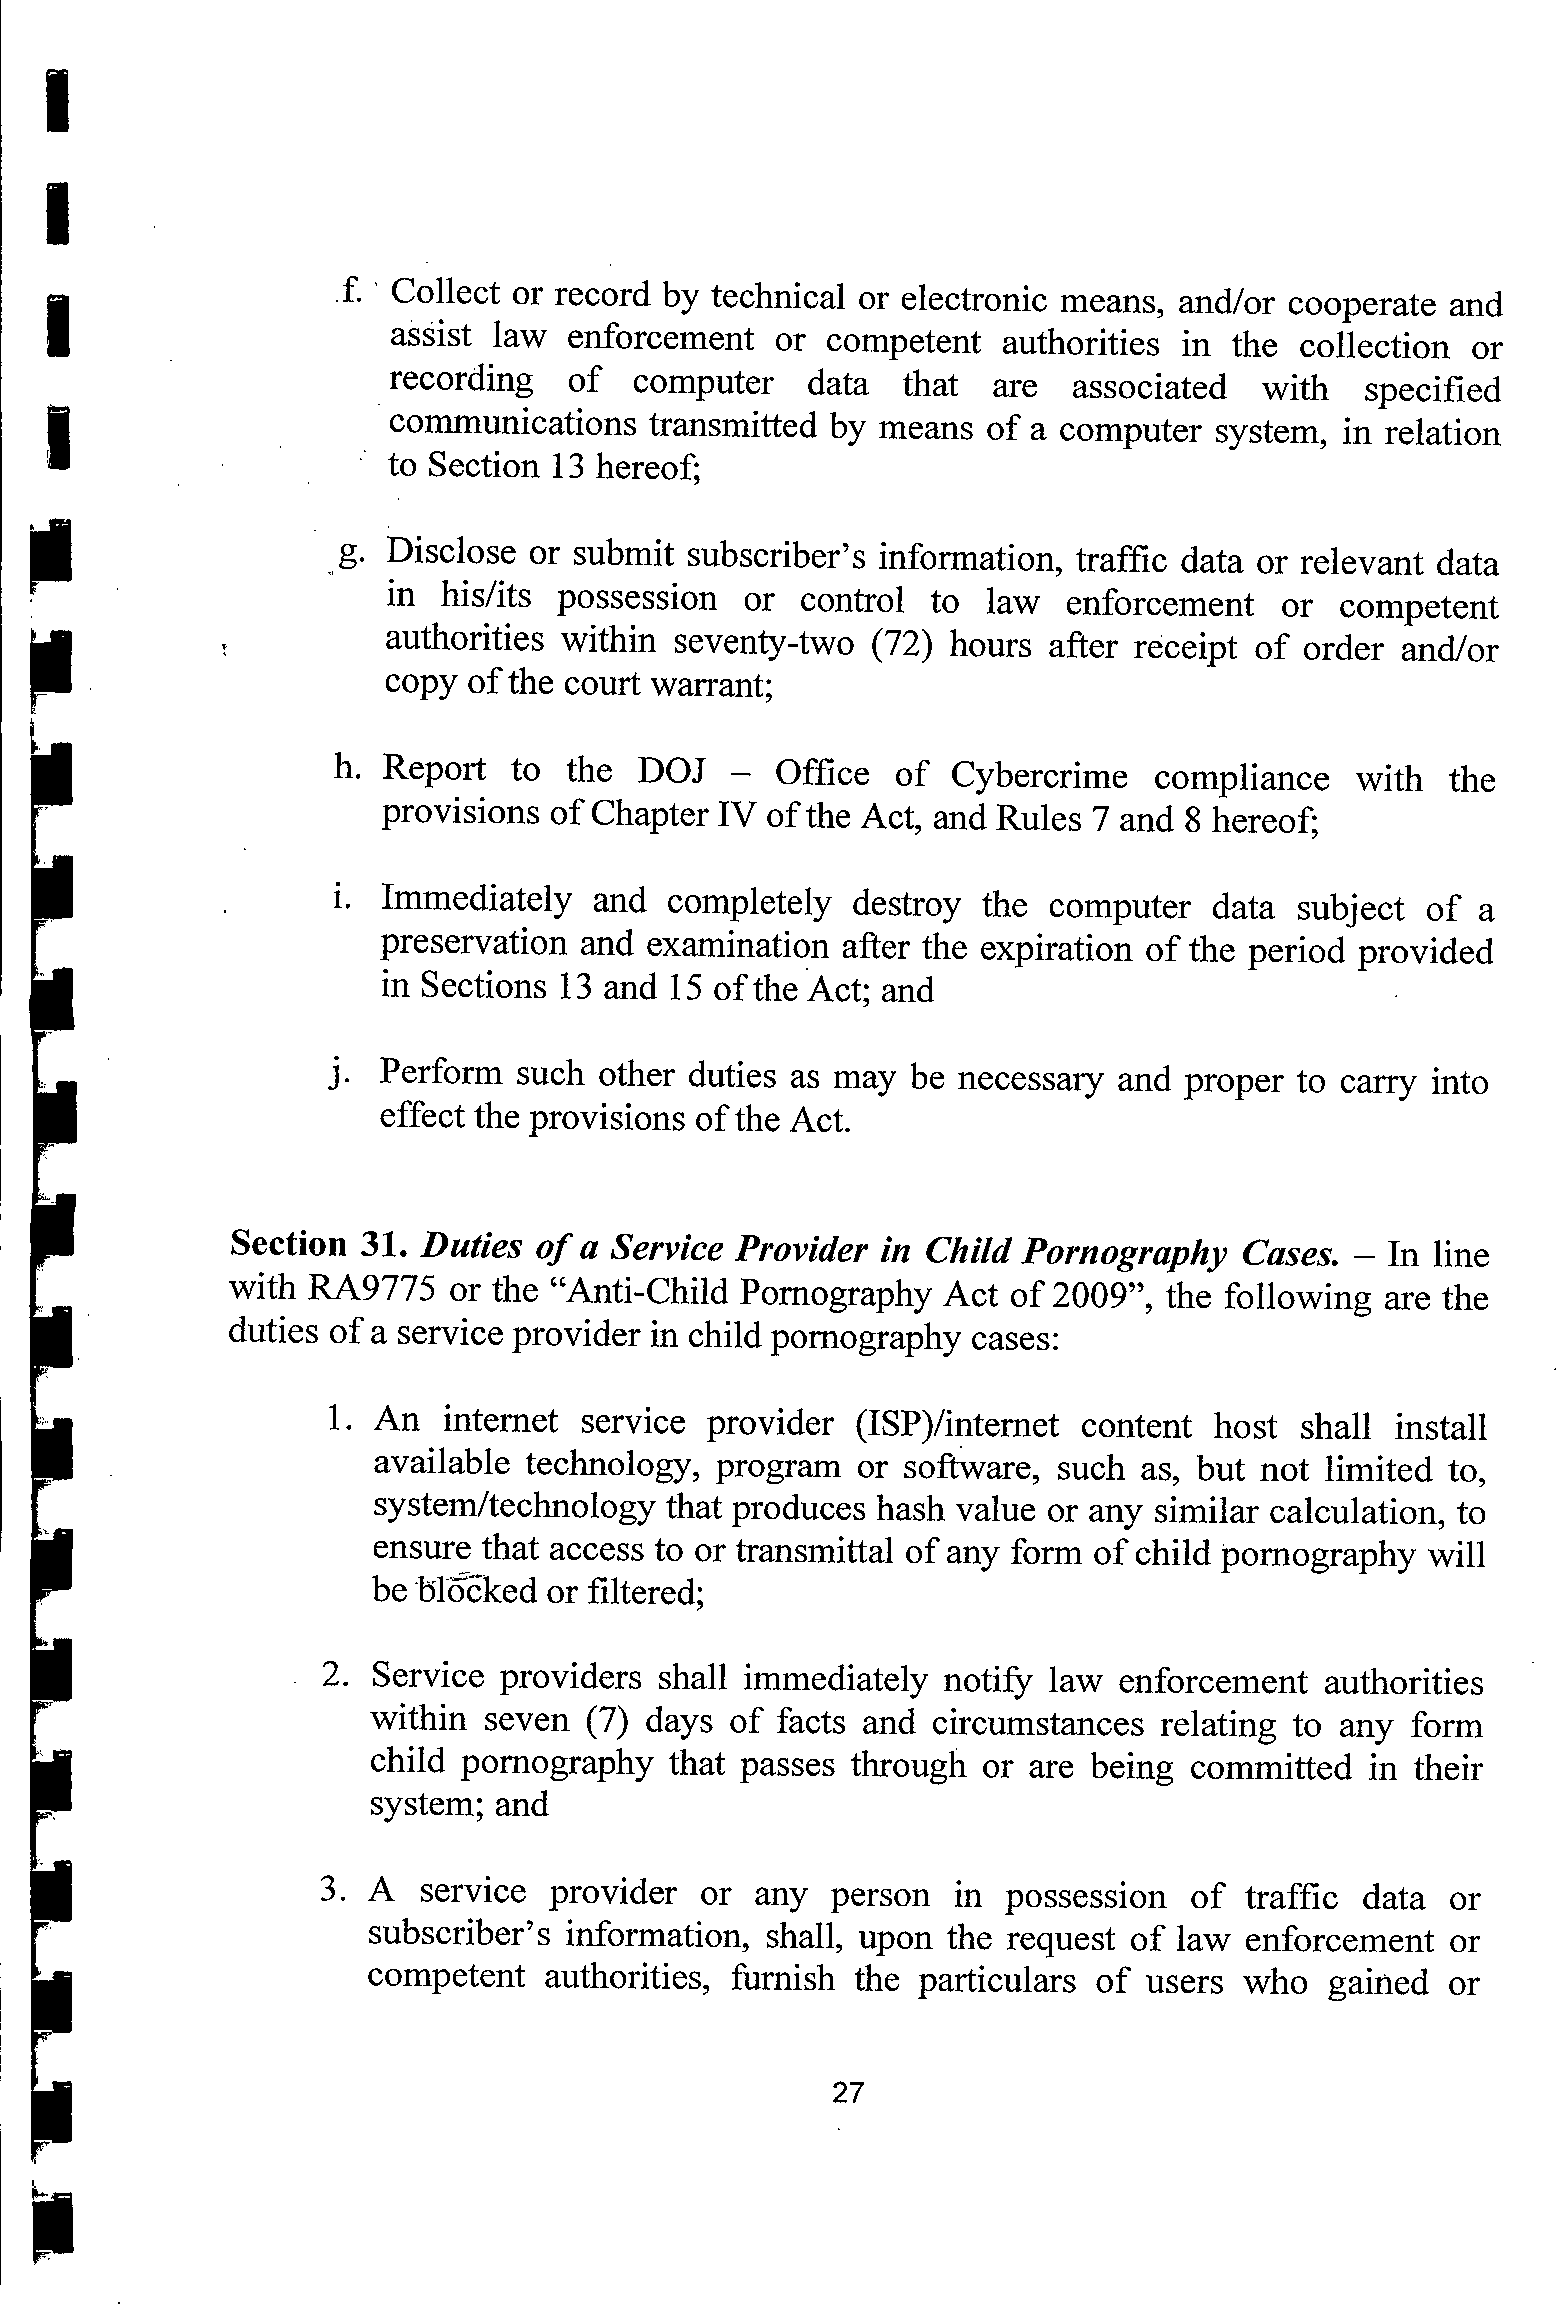 f. Collect or record by technical or electronic means, and/or cooperate and
assist law enforcement or competent authorities in the collection or
recording of computer data that are associated with specified
communications transmitted by means of a computer system, in relation
to Section 13 hereof;
g. Disclose or submit subscriber's information, traffic data or relevant data
in his/its possession or control to law enforcement or competent
authorities within seventy-two (72) hours after receipt of order and/or
copy of the court warrant;
h. Report to the DOJ – Office of Cybercrime compliance with the
provisions of Chapter IV of the Act, and Rules 7 and 8 hereof;
i. Immediately and completely destroy the computer data subject of a
preservation and examination after the expiration of the period provided
in Sections 13 and 15 of the Act; and
j. Perform such other duties as may be necessary and proper to carry into
effect the provisions of the Act.
Section 31. Duties of a Service Provider in Child Pornography Cases. – In line
with RA9775 or the “Anti-Child Pornography Act of 2009”, the following are the
duties of a service provider in child pornography cases:
1. An internet service provider (ISP)/internet content host shall install
available technology, program or software, such as, but not limited to,
system/technology that produces hash value or any similar calculation, to
ensure that access to or transmittal of any form of child pornography will
be blocked or filtered;
2. Service providers shall immediately notify law enforcement authorities
within seven (7) days of facts and circumstances relating to any form
child pornography that passes through or are being committed in their
system; and
3. A service provider or any person in possession of traffic data or
subscriber's information, shall, upon the request of law enforcement or
competent authorities, furnish the particulars of users who gained or
27